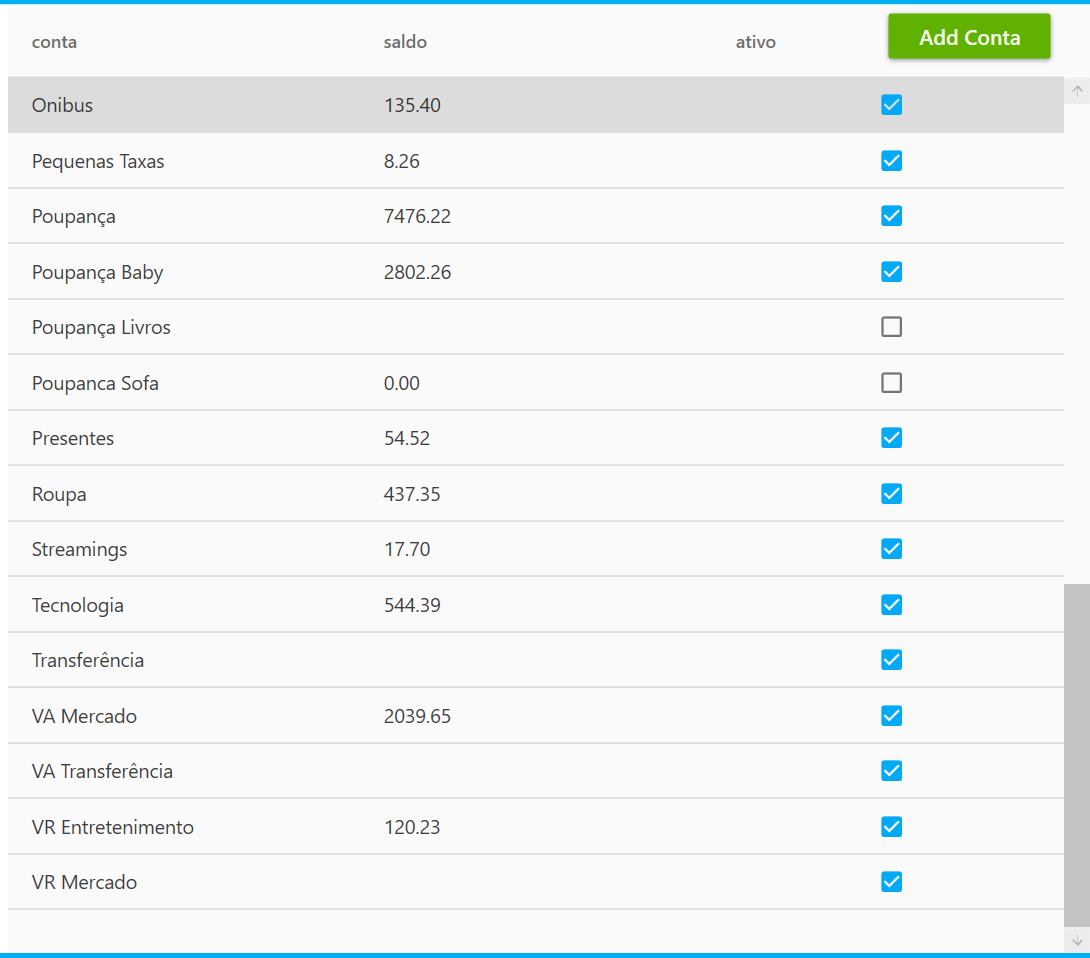 conta saldo ativo Add Conta
Onibus 135.40
Pequenas Taxas 8.26
Poupança 7476.22
Poupança Baby 2802.26
Poupança Livros
Poupanca Sofa 0.00
Presentes 54.52
Roupa 437.35
Streamings 17.70
Tecnologia 544.39
Transferência
VA Mercado 2039.65
VA Transferência
VR Entretenimento 120.23
VR Mercado